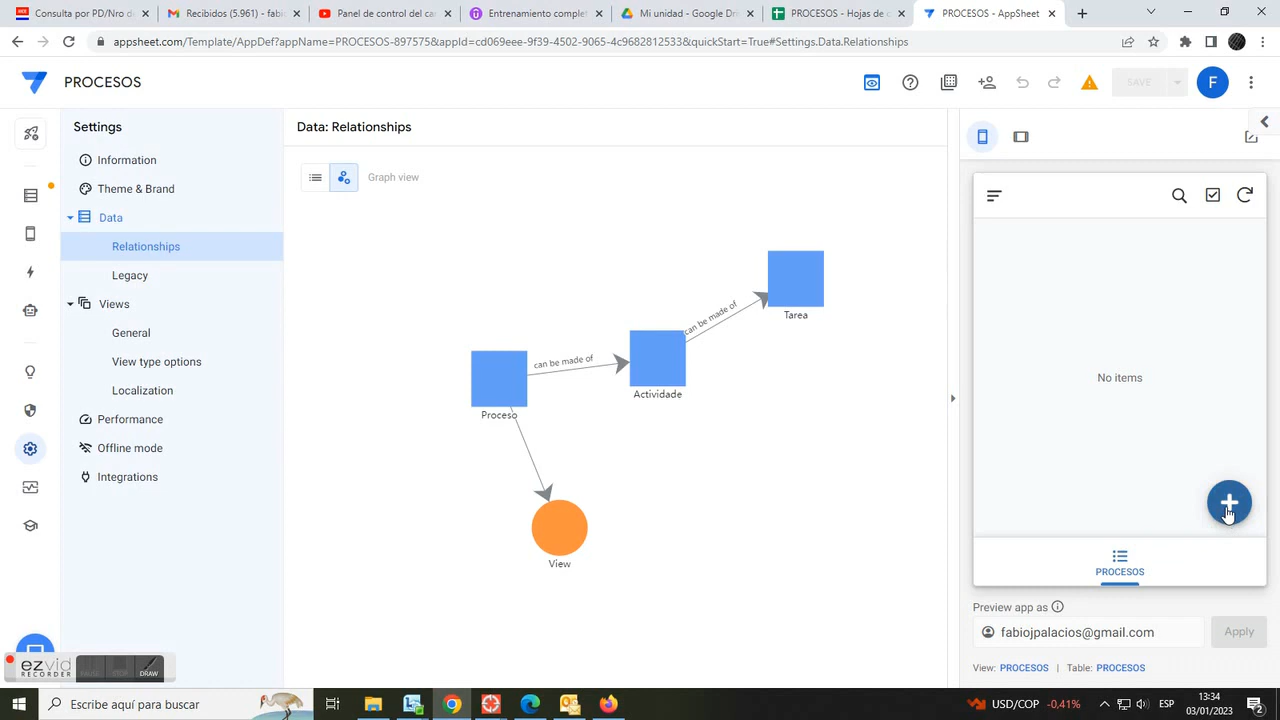 Consulta por PD/Nro d
Recibidos (5.961) - fabio
Panel de control del can
Entrenamiento complet
Mi unidad - Google Dri
PROCESOS - Hojas de
PROCESOS - AppSheet
appsheet.com/Template/AppDef?appName=PROCESOS-897575&appId=cd069eee-9f39-4502-9065-4c9682812533&quickStart=True#Settings.Data.Relationships
PROCESOS
SAVE
F
Settings
Information
Theme & Brand
Data
Relationships
Legacy
Views
General
View type options
Localization
Performance
Offline mode
Integrations
Data: Relationships
Graph view
Tarea
can be made of
can be made of
Actividade
Proceso
View
No items
PROCESOS
Preview app as
fabiojpalacios@gmail.com
Apply
View: PROCESOS | Table: PROCESOS
ezvid
RECORDER
PAUSE
STOP
DRAW
Escribe aquí para buscar
USD/COP -0,41%
ESP
13:34
03/01/2023
2